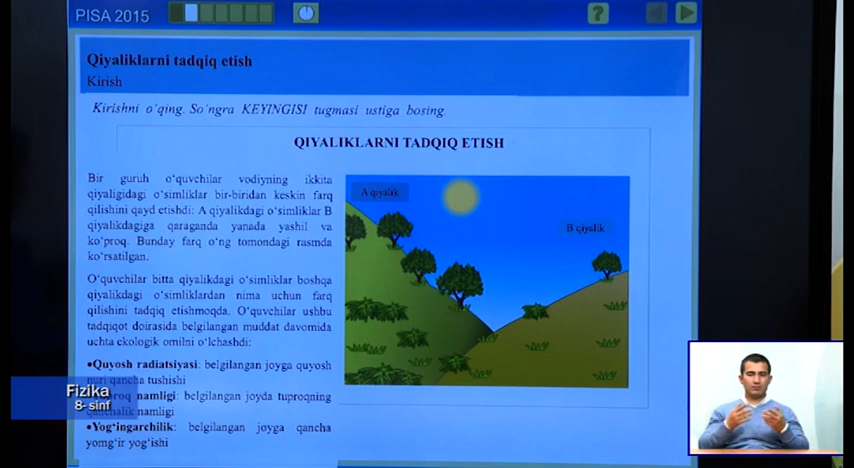 PISA 2015
?
Qiyaliklarni tadqiq etish
Kirish
Kirishni o'qing. So'ngra KEYINGISI tugmasi ustiga bosing.
QIYALIKLARNI TADQIQ ETISH
Bir guruh o'quvchilar vodiyning ikkita
qiyaligidagi o'simliklar bir-biridan keskin farq
qilishini qayd etishdi: A qiyalikdagi o'simliklar B
qiyalikdagiga qaraganda yanada yashil va
ko'proq. Bunday farq o'ng tomondagi rasmda
ko'rsatilgan.
O'quvchilar bitta qiyalikdagi o'simliklar boshqa
qiyalikdagi o'simliklardan nima uchun farq
qilishini tadqiq etishmoqda. O'quvchilar ushbu
tadqiqot doirasida belgilangan muddat davomida
uchta ekologik omilni o'lchashdi:
•Quyosh radiatsiyasi: belgilangan joyga quyosh
nuri qancha tushishi
•Tuproq namligi: belgilangan joyda tuproqning
qanchalik namligi
•Yog'ingarchilik: belgilangan joyga qancha
yomg'ir yog'ishi
A qiyalik
B qiyalik
Fizika
8- sinf